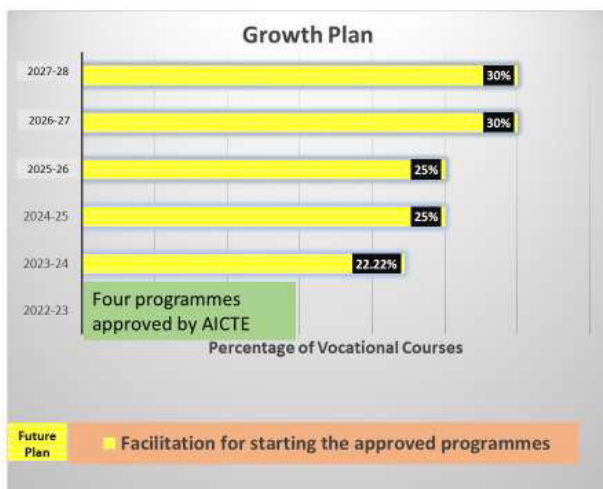 Growth Plan
2027-28
30%
2026-27
30%
2025-26
25%
2024-25
25%
2023-24
22.22%
2022-23
Four programmes
approved by AICTE
Percentage of Vocational Courses
Future
Plan
Facilitation for starting the approved programmes